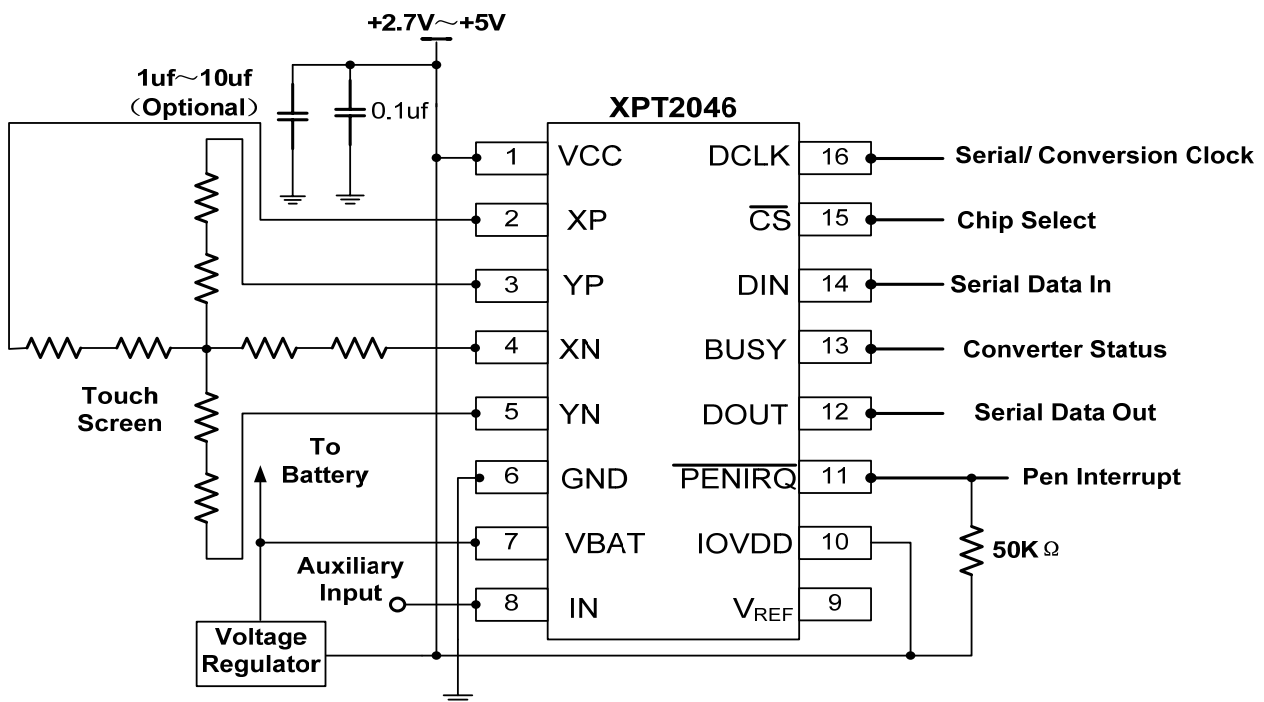 +2.7V～+5V
1uf～10uf
（Optional）
0.1uf
XPT2046
1 VCC DCLK 16 Serial/ Conversion Clock
2 XP CS 15 Chip Select
3 YP DIN 14 Serial Data In
4 XN BUSY 13 Converter Status
Touch
Screen
5 YN DOUT 12 Serial Data Out
To
Battery
6 GND PENIRQ 11 Pen Interrupt
7 VBAT IOVDD 10
50K Ω
Auxiliary
Input
8 IN VREF 9
Voltage
Regulator